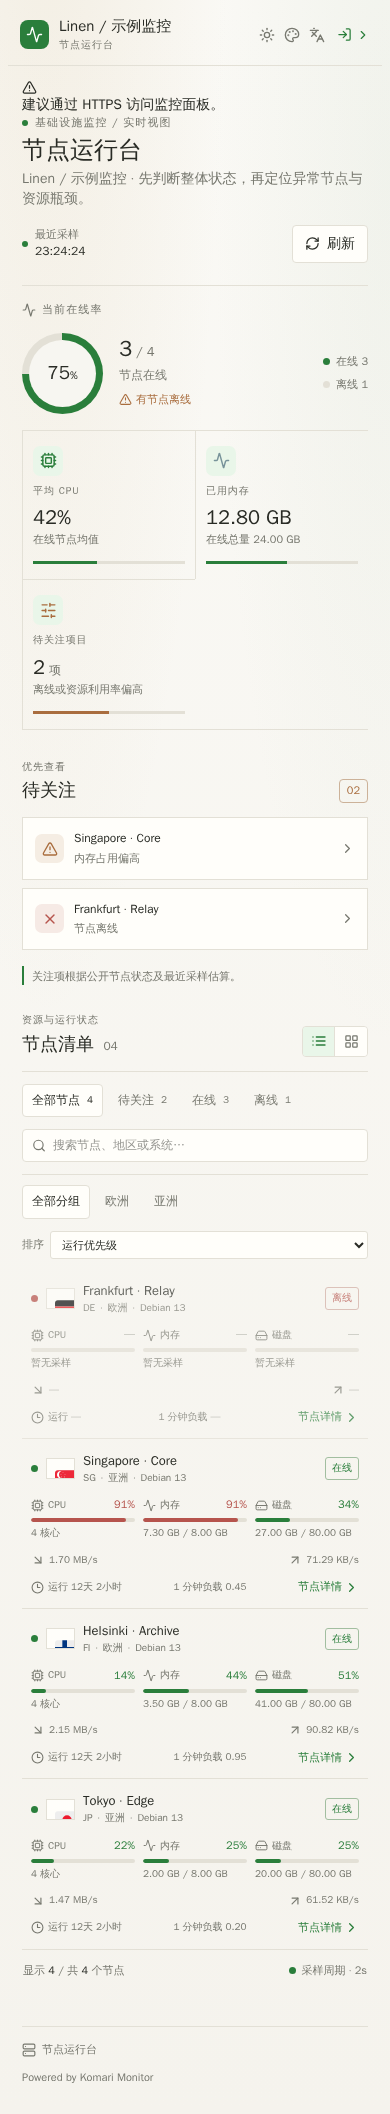 Linen / 示例监控
节点运行台
建议通过 HTTPS 访问监控面板。
基础设施监控 / 实时视图
节点运行台
Linen / 示例监控 · 先判断整体状态，再定位异常节点与
资源瓶颈。
最近采样
23:24:24
刷新
当前在线率
75%
3 / 4
节点在线
有节点离线
在线 3
离线 1
平均 CPU
42%
在线节点均值
已用内存
12.80 GB
在线总量 24.00 GB
待关注项目
2 项
离线或资源利用率偏高
优先查看
待关注
02
Singapore · Core
内存占用偏高
Frankfurt · Relay
节点离线
关注项根据公开节点状态及最近采样估算。
资源与运行状态
节点清单 04
全部节点 4 待关注 2 在线 3 离线 1
搜索节点、地区或系统…
全部分组 欧洲 亚洲
排序 运行优先级
Frankfurt · Relay
DE · 欧洲 · Debian 13
离线
CPU — 内存 — 磁盘 —
暂无采样 暂无采样 暂无采样
— —
运行 — 1 分钟负载 — 节点详情
Singapore · Core
SG · 亚洲 · Debian 13
在线
CPU 91% 内存 91% 磁盘 34%
4 核心 7.30 GB / 8.00 GB 27.00 GB / 80.00 GB
1.70 MB/s 71.29 KB/s
运行 12天 2小时 1 分钟负载 0.45 节点详情
Helsinki · Archive
FI · 欧洲 · Debian 13
在线
CPU 14% 内存 44% 磁盘 51%
4 核心 3.50 GB / 8.00 GB 41.00 GB / 80.00 GB
2.15 MB/s 90.82 KB/s
运行 12天 2小时 1 分钟负载 0.95 节点详情
Tokyo · Edge
JP · 亚洲 · Debian 13
在线
CPU 22% 内存 25% 磁盘 25%
4 核心 2.00 GB / 8.00 GB 20.00 GB / 80.00 GB
1.47 MB/s 61.52 KB/s
运行 12天 2小时 1 分钟负载 0.20 节点详情
显示 4 / 共 4 个节点 采样周期 · 2s
节点运行台
Powered by Komari Monitor